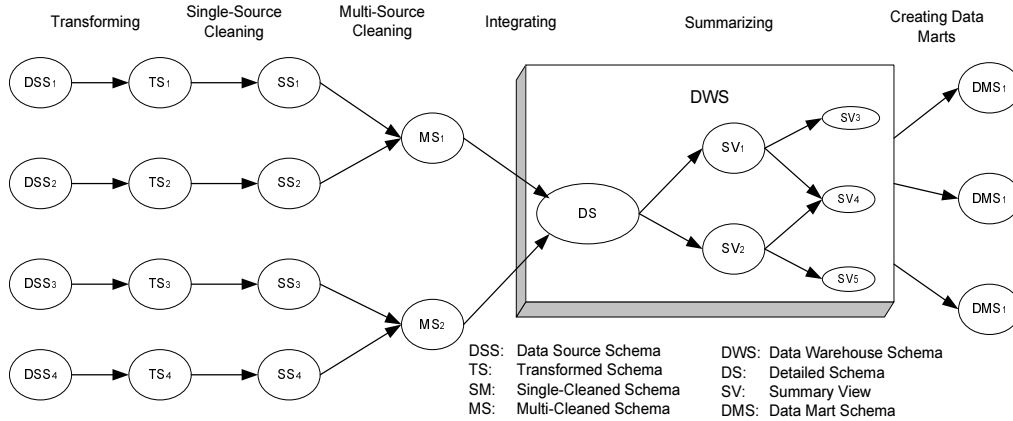 Transforming
Single-Source
Cleaning
Multi-Source
Cleaning
Integrating
Summarizing
Creating Data
Marts
DSS1
TS1
SS1
DSS2
TS2
SS2
DSS3
TS3
SS3
DSS4
TS4
SS4
MS1
MS2
DWS
DS
SV1
SV2
SV3
SV4
SV5
DMS1
DMS1
DMS1
DSS: Data Source Schema
TS: Transformed Schema
SM: Single-Cleaned Schema
MS: Multi-Cleaned Schema
DWS: Data Warehouse Schema
DS: Detailed Schema
SV: Summary View
DMS: Data Mart Schema